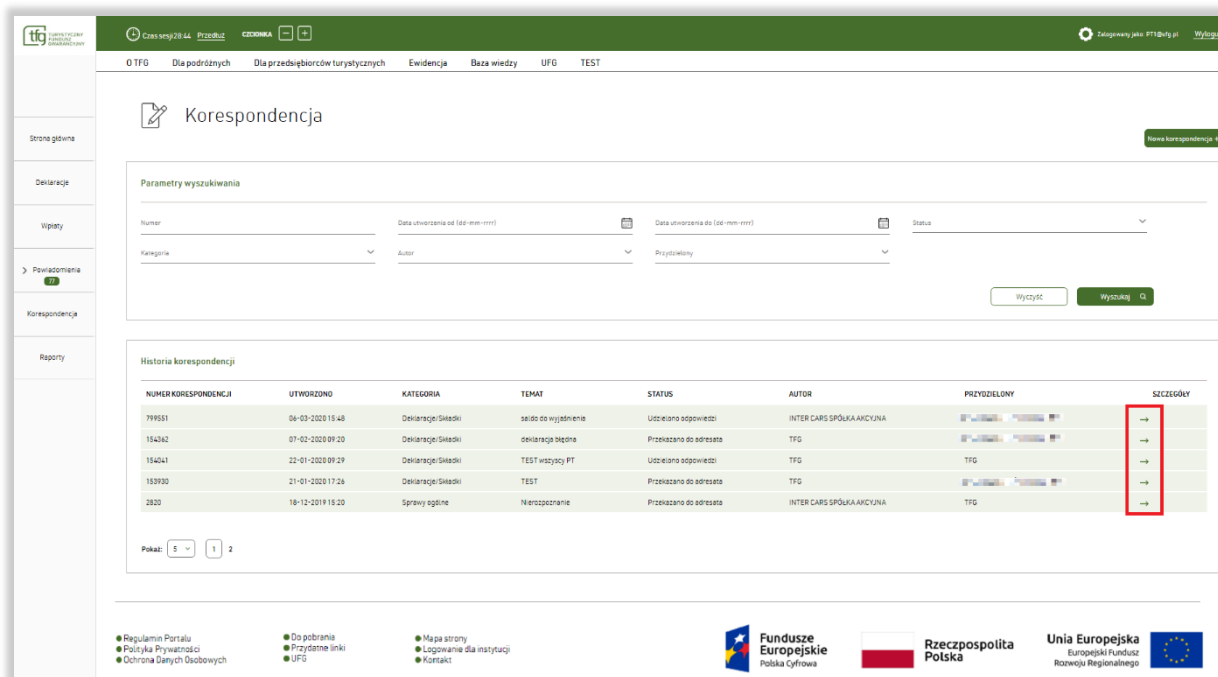 tfg TURYSTYCZNY
FUNDUSZ
GWARANCYJNY
Czas sesji 28:44 Przedłuż CZCIONKA − +
Zalogowany jako: PT1@ufg.pl Wylogu
O TFG Dla podróżnych Dla przedsiębiorców turystycznych Ewidencja Baza wiedzy UFG TEST
Korespondencja
Nowa korespondencja +
Strona główna
Deklaracje
Wpłaty
Powiadomienia
77
Korespondencja
Raporty
Parametry wyszukiwania
Numer Data utworzenia od (dd-mm-rrrr) Data utworzenia do (dd-mm-rrrr) Status
Kategoria Autor Przydzielony
Wyczyść Wyszukaj
Historia korespondencji
NUMER KORESPONDENCJI UTWORZONO KATEGORIA TEMAT STATUS AUTOR PRZYDZIELONY SZCZEGÓŁY
799551 06-03-2020 15:48 Deklaracje/Składki saldo do wyjaśnienia Udzielono odpowiedzi INTER CARS SPÓŁKA AKCYJNA →
154362 07-02-2020 09:20 Deklaracje/Składki deklaracja błędna Przekazano do adresata TFG →
154041 22-01-2020 09:29 Deklaracje/Składki TEST wszyscy PT Udzielono odpowiedzi TFG TFG →
153930 21-01-2020 17:26 Deklaracje/Składki TEST Przekazano do adresata TFG →
2820 18-12-2019 15:20 Sprawy ogólne Nierozpoznanie Przekazano do adresata INTER CARS SPÓŁKA AKCYJNA TFG →
Pokaż: 5 1 2
Regulamin Portalu
Polityka Prywatności
Ochrona Danych Osobowych
Do pobrania
Przydatne linki
UFG
Mapa strony
Logowanie dla instytucji
Kontakt
Fundusze
Europejskie
Polska Cyfrowa
Rzeczpospolita
Polska
Unia Europejska
Europejski Fundusz
Rozwoju Regionalnego